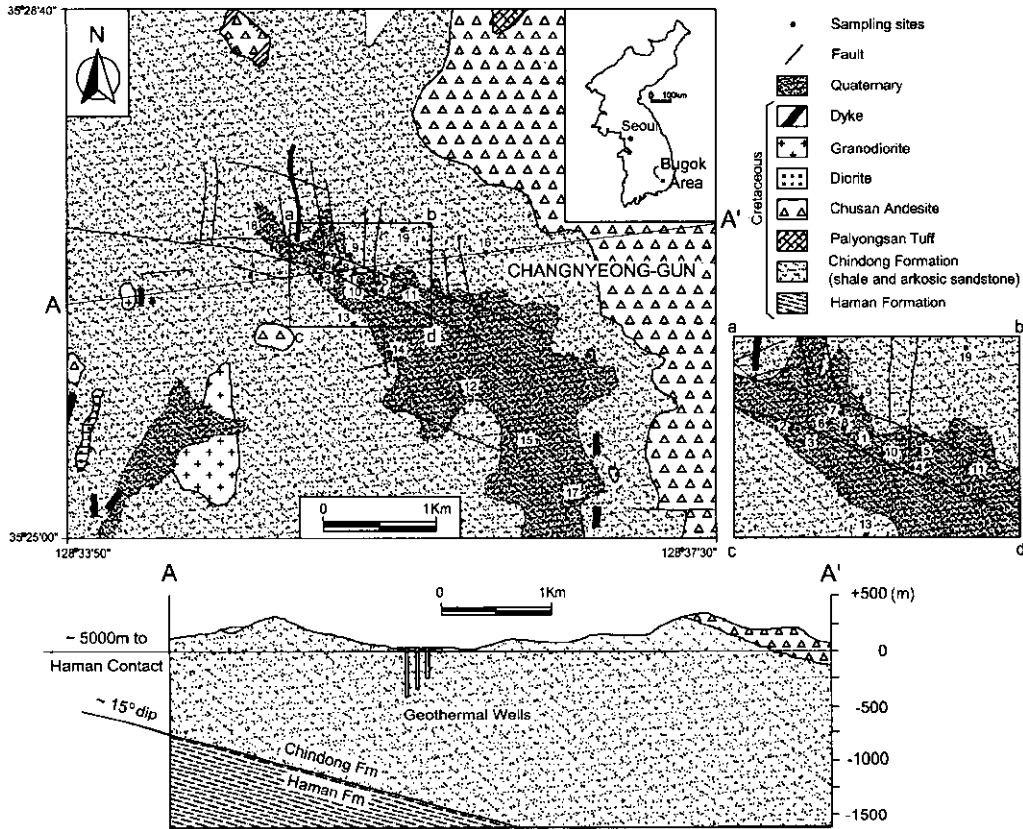 35°28'40"
N
0 100km
Seoul
Bugok
Area
Sampling sites
Fault
Quaternary
Dyke
Granodiorite
Diorite
Chusan Andesite
Palyongsan Tuff
Chindong Formation
(shale and arkosic sandstone)
Haman Formation
Cretaceous
a
b
18
9
19
16
A'
CHANGNYEONG-GUN
A
10
11
13
c
d
14
12
15
17
0 1Km
35°25'00"
128°33'50"
128°37'30"
a
b
19
7
6
8
3
1
10
5
4
11
13
c
d
A
A'
0 1Km
+500 (m)
~ 5000m to
Haman Contact
0
~ 15° dip
Geothermal Wells
-500
Chindong Fm
Haman Fm
-1000
-1500